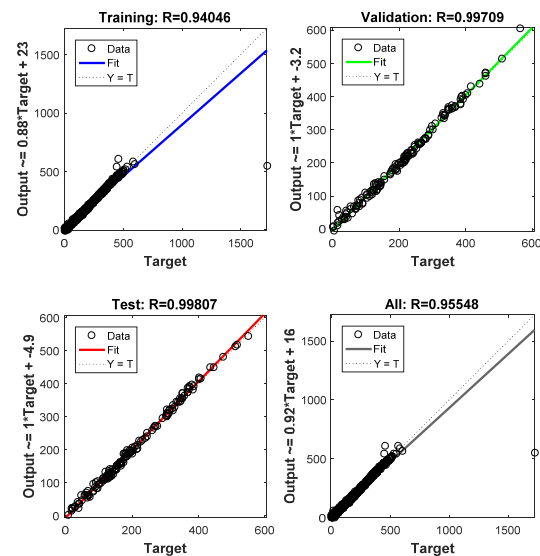 Training: R=0.94046
Output ~= 0.88*Target + 23
1500
1000
500
0
Data
Fit
Y = T
0 500 1000 1500
Target
Validation: R=0.99709
Output ~= 1*Target + -3.2
600
500
400
300
200
100
0
Data
Fit
Y = T
0 200 400 600
Target
Test: R=0.99807
Output ~= 1*Target + -4.9
600
500
400
300
200
100
0
Data
Fit
Y = T
0 200 400 600
Target
All: R=0.95548
Output ~= 0.92*Target + 16
1500
1000
500
0
Data
Fit
Y = T
0 500 1000 1500
Target